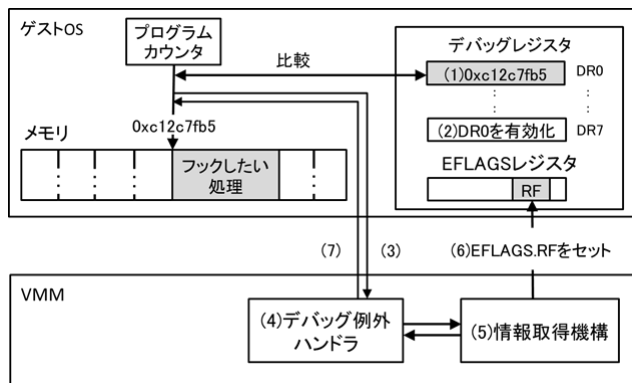 ゲストOS
プログラム
カウンタ
比較
デバッグレジスタ
(1)0xc12c7fb5
DR0
(2)DR0を有効化
DR7
EFLAGSレジスタ
RF
メモリ
0xc12c7fb5
フックしたい
処理
(7)
(3)
(6)EFLAGS.RFをセット
VMM
(4)デバッグ例外
ハンドラ
(5)情報取得機構